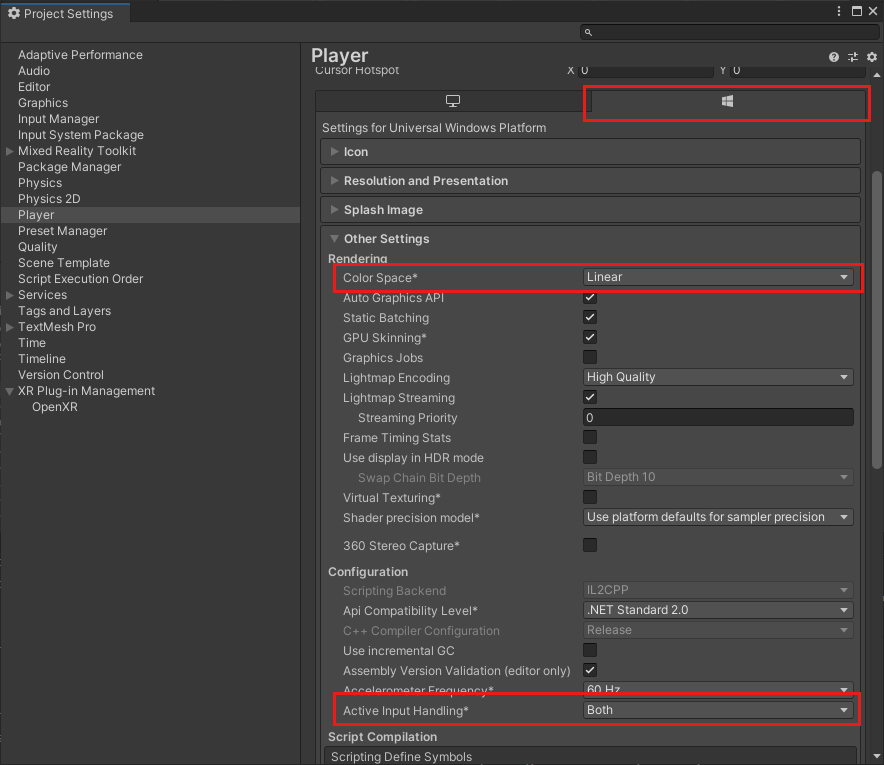 Project Settings
Adaptive Performance
Audio
Editor
Graphics
Input Manager
Input System Package
Mixed Reality Toolkit
Package Manager
Physics
Physics 2D
Player
Preset Manager
Quality
Scene Template
Script Execution Order
Services
Tags and Layers
TextMesh Pro
Time
Timeline
Version Control
XR Plug-in Management
OpenXR
Player
Cursor Hotspot X 0 Y 0
Settings for Universal Windows Platform
Icon
Resolution and Presentation
Splash Image
Other Settings
Rendering
Color Space* Linear
Auto Graphics API
Static Batching
GPU Skinning*
Graphics Jobs
Lightmap Encoding High Quality
Lightmap Streaming
Streaming Priority 0
Frame Timing Stats
Use display in HDR mode
Swap Chain Bit Depth Bit Depth 10
Virtual Texturing*
Shader precision model* Use platform defaults for sampler precision
360 Stereo Capture*
Configuration
Scripting Backend IL2CPP
Api Compatibility Level* .NET Standard 2.0
C++ Compiler Configuration Release
Use incremental GC
Assembly Version Validation (editor only)
Accelerometer Frequency* 60 Hz
Active Input Handling* Both
Script Compilation
Scripting Define Symbols